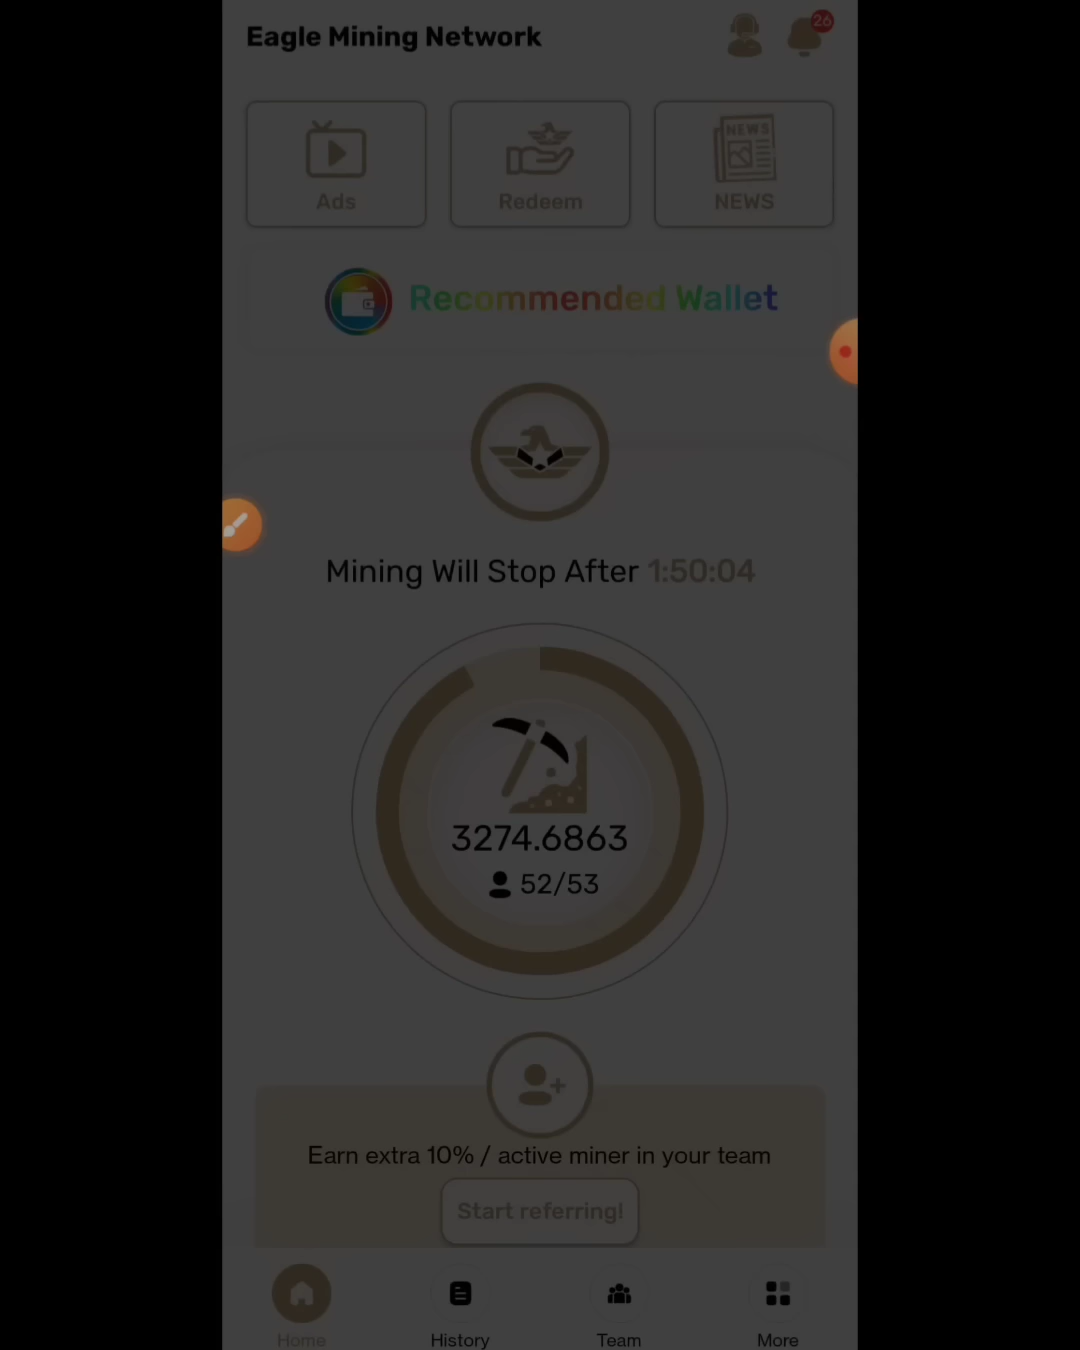 Eagle Mining Network
26
Ads
Redeem
NEWS
NEWS
Recommended Wallet
Mining Will Stop After 1:50:04
3274.6863
52/53
Earn extra 10% / active miner in your team
Start referring!
Home
History
Team
More